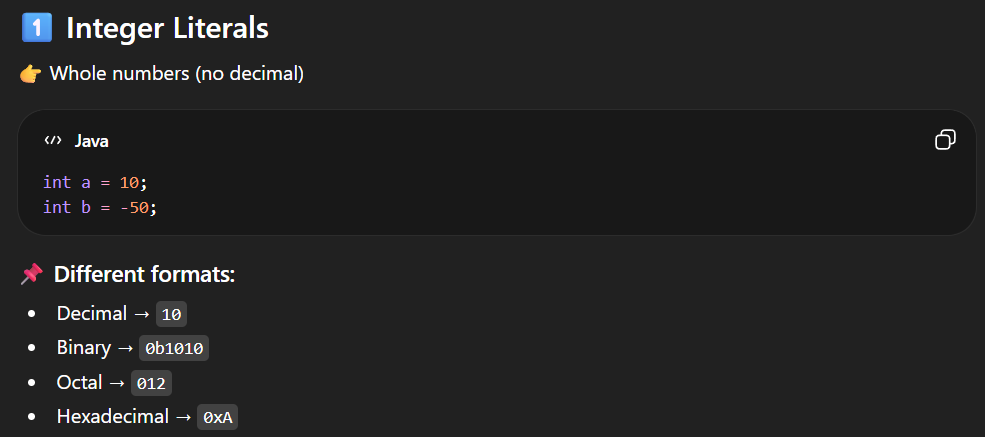 1️⃣ Integer Literals
👉 Whole numbers (no decimal)
</> Java
int a = 10;
int b = -50;
📌 Different formats:
• Decimal → 10
• Binary → 0b1010
• Octal → 012
• Hexadecimal → 0xA